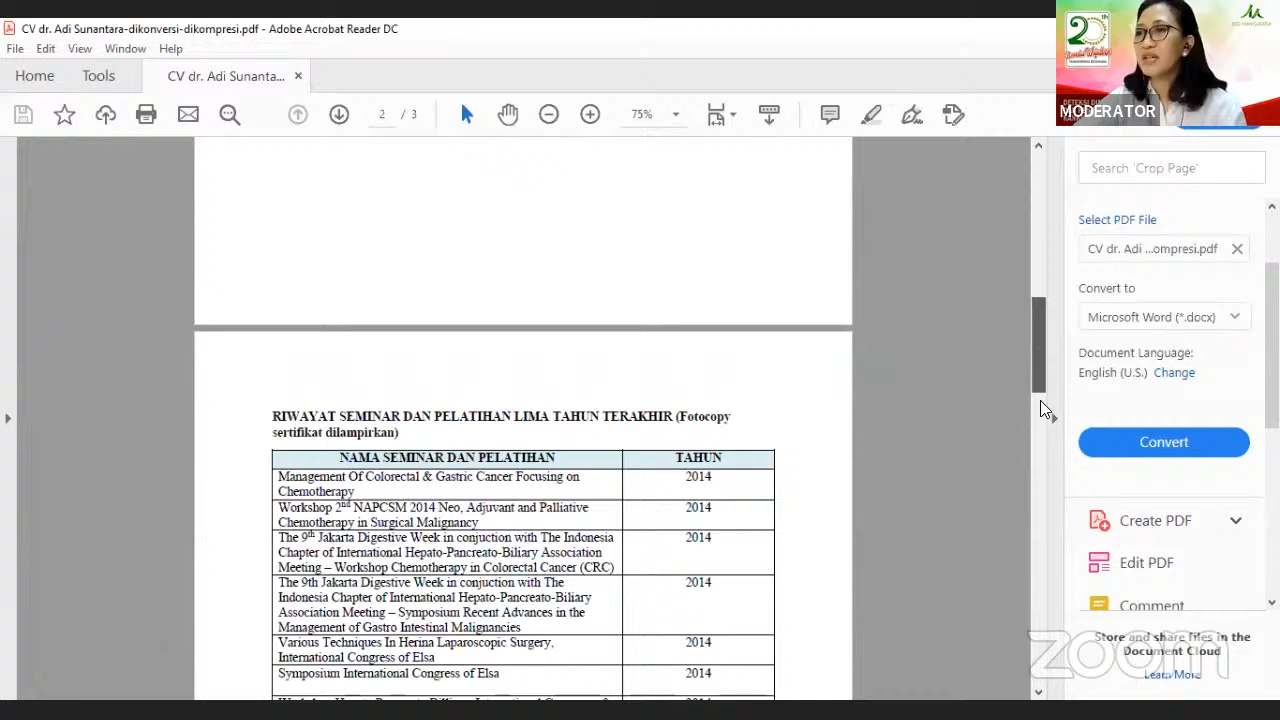 CV dr. Adi Sunantara-dikonversi-dikompresi.pdf - Adobe Acrobat Reader DC
File Edit View Window Help
Home Tools CV dr. Adi Sunanta... ×
2 / 3 75%
20th
MODERATOR
Search 'Crop Page'
Select PDF File
CV dr. Adi ...ompresi.pdf
Convert to
Microsoft Word (*.docx)
Document Language:
English (U.S.) Change
Convert
Create PDF
Edit PDF
Comment
Store and share files in the
Document Cloud
Learn More
zoom
RIWAYAT SEMINAR DAN PELATIHAN LIMA TAHUN TERAKHIR (Fotocopy
sertifikat dilampirkan)
NAMA SEMINAR DAN PELATIHAN TAHUN
Management Of Colorectal & Gastric Cancer Focusing on 2014
Chemotherapy
Workshop 2nd NAPCSM 2014 Neo, Adjuvant and Palliative 2014
Chemotherapy in Surgical Malignancy
The 9th Jakarta Digestive Week in conjuction with The Indonesia 2014
Chapter of International Hepato-Pancreato-Biliary Association
Meeting – Workshop Chemotherapy in Colorectal Cancer (CRC)
The 9th Jakarta Digestive Week in conjuction with The 2014
Indonesia Chapter of International Hepato-Pancreato-Biliary
Association Meeting – Symposium Recent Advances in the
Management of Gastro Intestinal Malignancies
Various Techniques In Herina Laparoscopic Surgery, 2014
International Congress of Elsa
Symposium International Congress of Elsa 2014